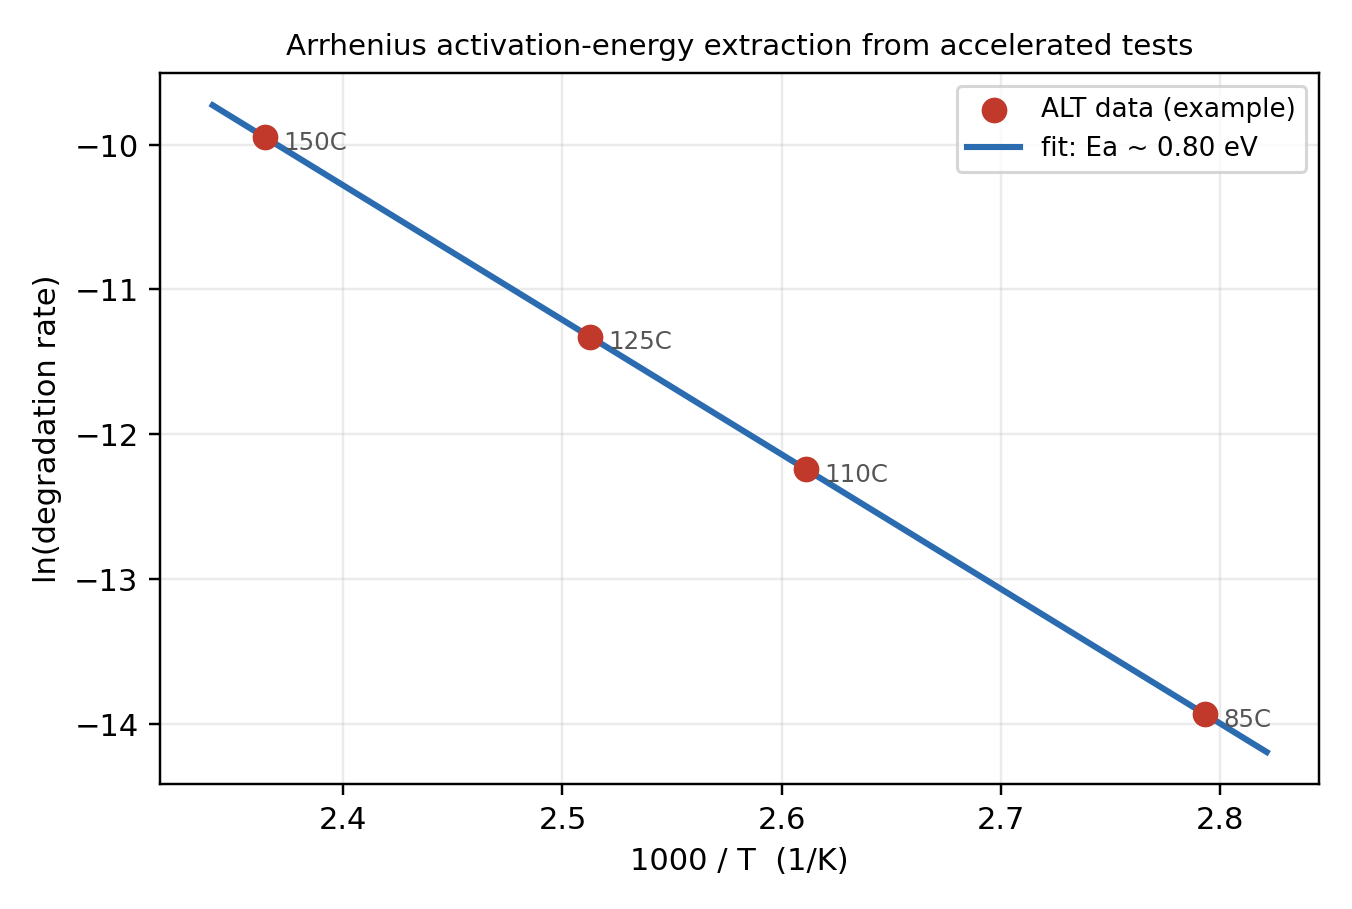 Arrhenius activation-energy extraction from accelerated tests
ALT data (example)
fit: Ea ~ 0.80 eV
150C
125C
110C
85C
ln(degradation rate)
−10
−11
−12
−13
−14
2.4
2.5
2.6
2.7
2.8
1000 / T  (1/K)